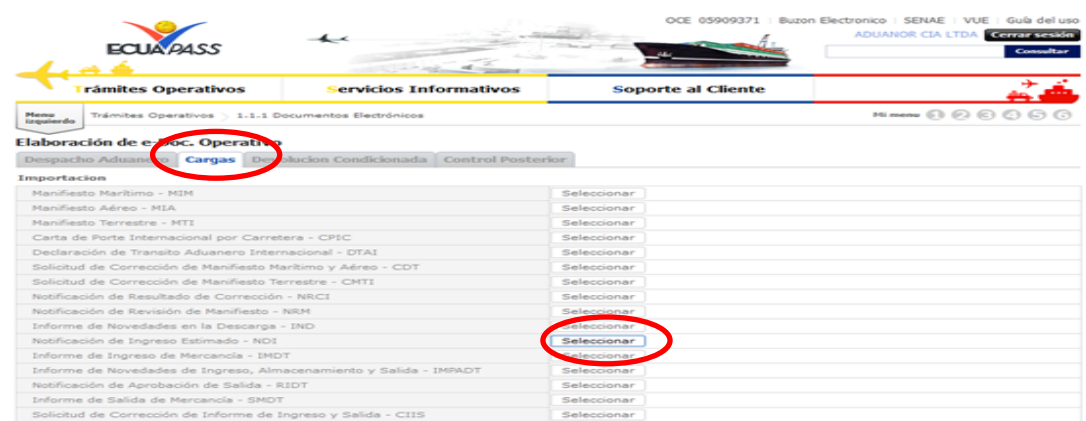 OCE 05909371 Buzon Electronico SENAE VUE Guía del uso
ECUAPASS
ADUANOR CIA LTDA Cerrar sesión
Consultar
Trámites Operativos Servicios Informativos Soporte al Cliente
Menu izquierdo
Trámites Operativos > 1.1.1 Documentos Electrónicos
Mi menu 1 2 3 4 5 6
Elaboración de e-Doc. Operativo
Despacho Aduanero Cargas Devolucion Condicionada Control Posterior
Importacion
Manifiesto Marítimo - MIM Seleccionar
Manifiesto Aéreo - MIA Seleccionar
Manifiesto Terrestre - MTI Seleccionar
Carta de Porte Internacional por Carretera - CPIC Seleccionar
Declaración de Transito Aduanero Internacional - DTAI Seleccionar
Solicitud de Corrección de Manifiesto Marítimo y Aéreo - CDT Seleccionar
Solicitud de Corrección de Manifiesto Terrestre - CMTI Seleccionar
Notificación de Resultado de Corrección - NRCI Seleccionar
Notificación de Revisión de Manifiesto - NRM Seleccionar
Informe de Novedades en la Descarga - IND Seleccionar
Notificación de Ingreso Estimado - NDI Seleccionar
Informe de Ingreso de Mercancía - IMDT Seleccionar
Informe de Novedades de Ingreso, Almacenamiento y Salida - IMPADT Seleccionar
Notificación de Aprobación de Salida - RIDT Seleccionar
Informe de Salida de Mercancía - SMDT Seleccionar
Solicitud de Corrección de Informe de Ingreso y Salida - CIIS Seleccionar